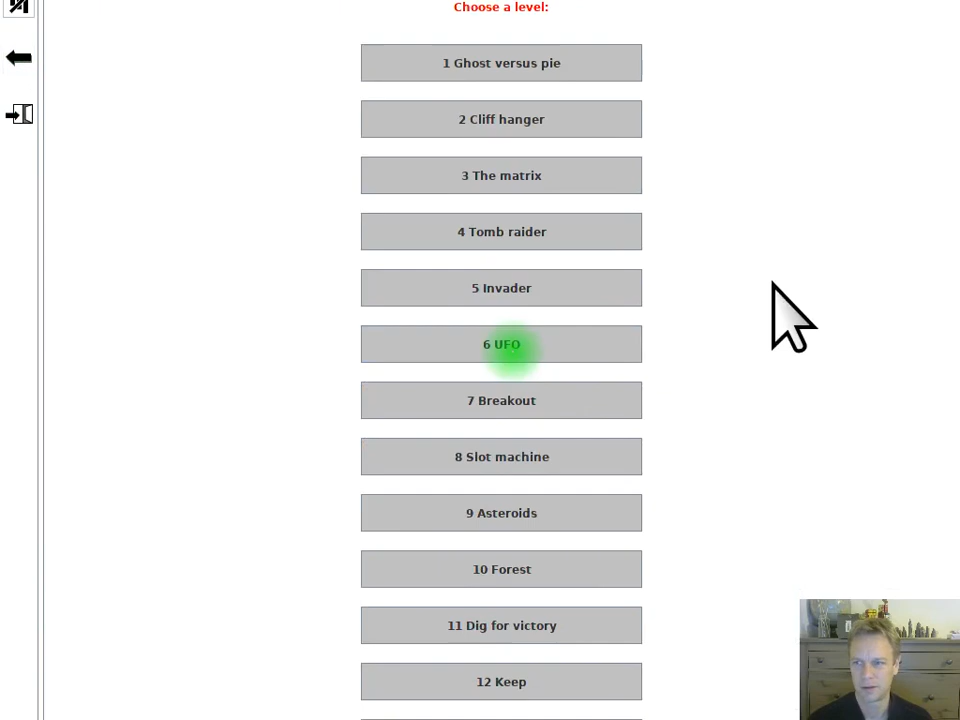 Choose a level:
1 Ghost versus pie
2 Cliff hanger
3 The matrix
4 Tomb raider
5 Invader
6 UFO
7 Breakout
8 Slot machine
9 Asteroids
10 Forest
11 Dig for victory
12 Keep